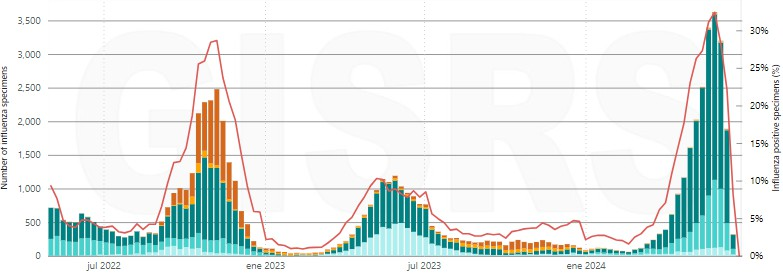 Number of influenza specimens
3,500
3,000
2,500
2,000
1,500
1,000
500
0
GISRS
30%
25%
20%
15%
10%
5%
0%
Influenza positive specimens (%)
jul 2022
ene 2023
jul 2023
ene 2024